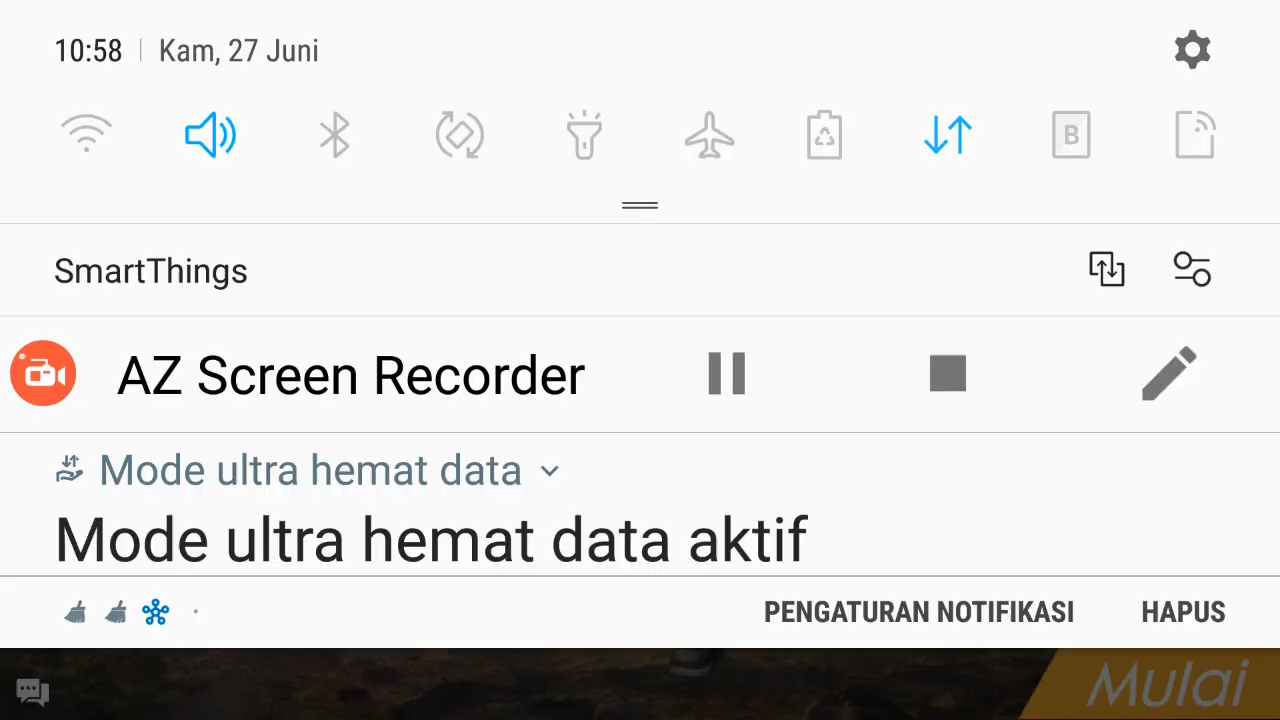 10:58 | Kam, 27 Juni
B
SmartThings
AZ Screen Recorder
Mode ultra hemat data
Mode ultra hemat data aktif
PENGATURAN NOTIFIKASI HAPUS
Mulai